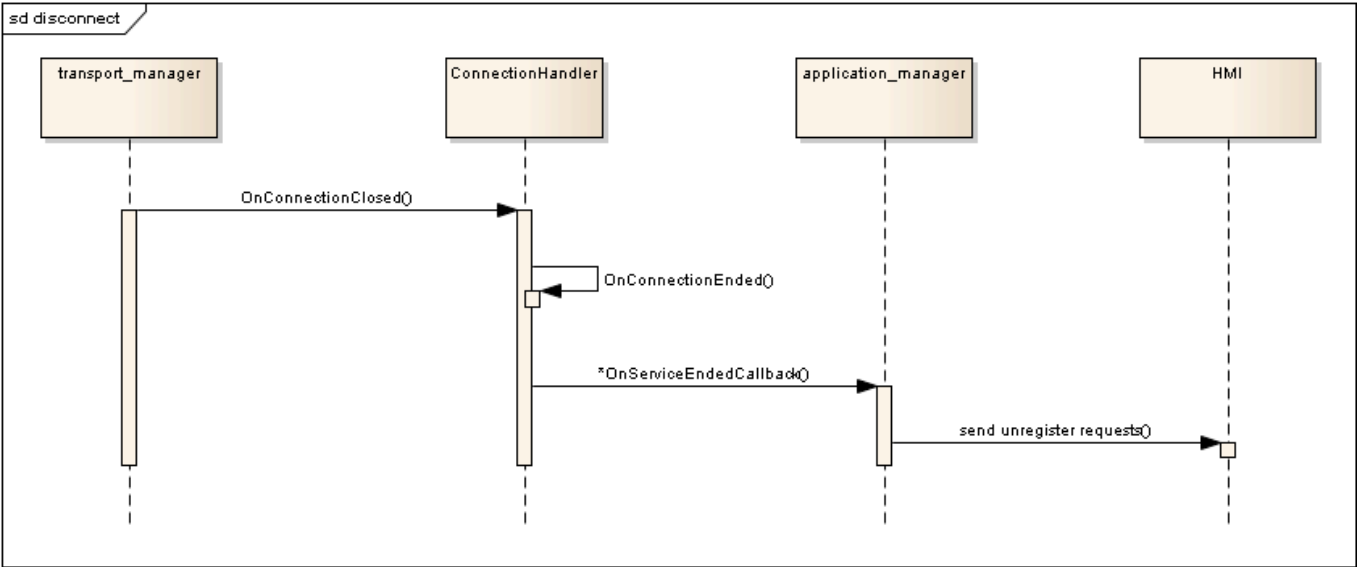 sd disconnect
transport_manager
ConnectionHandler
application_manager
HMI
OnConnectionClosed()
OnConnectionEnded()
*OnServiceEndedCallback()
send unregister requests()